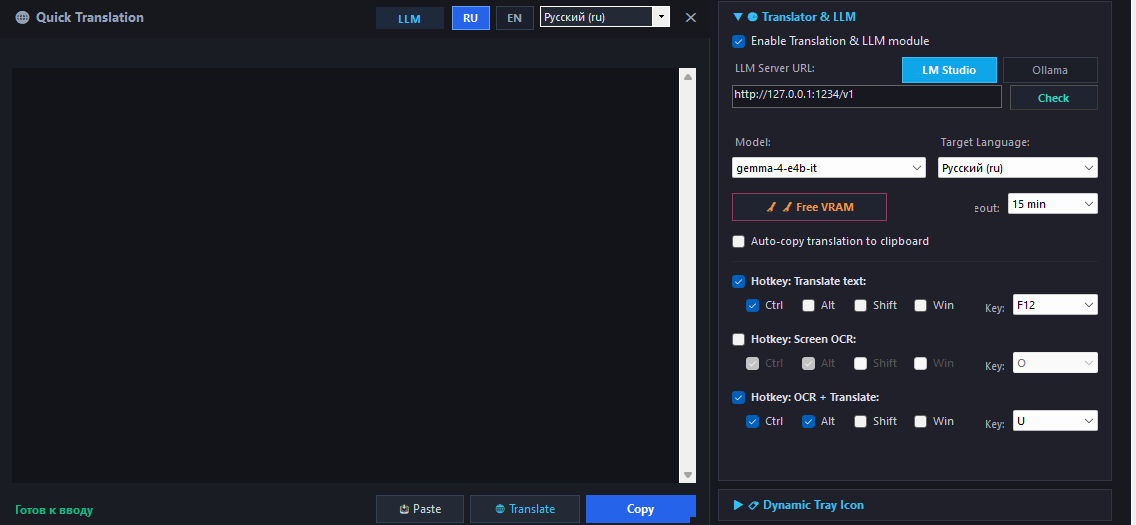 Quick Translation
LLM
RU
EN
Русский (ru)
Готов к вводу
Paste
Translate
Copy
Translator & LLM
Enable Translation & LLM module
LLM Server URL:
LM Studio
Ollama
http://127.0.0.1:1234/v1
Check
Model:
Target Language:
gemma-4-e4b-it
Русский (ru)
Free VRAM
eout:
15 min
Auto-copy translation to clipboard
Hotkey: Translate text:
Ctrl
Alt
Shift
Win
Key:
F12
Hotkey: Screen OCR:
Ctrl
Alt
Shift
Win
Key:
O
Hotkey: OCR + Translate:
Ctrl
Alt
Shift
Win
Key:
U
Dynamic Tray Icon